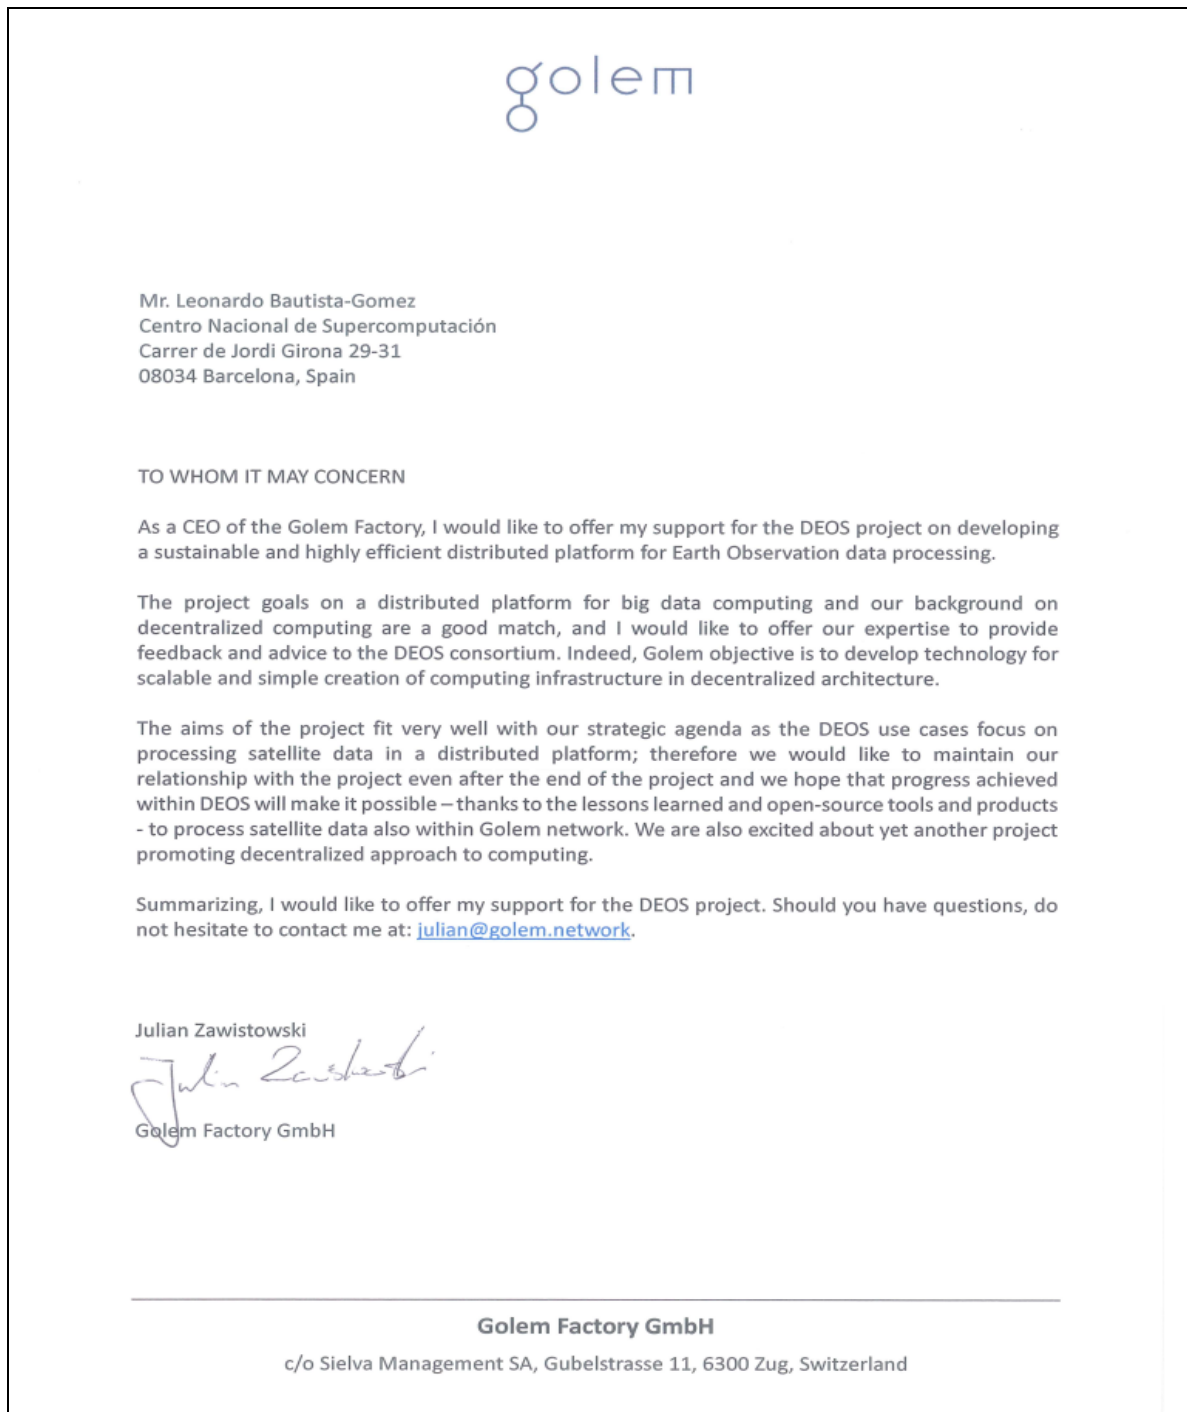 golem
Mr. Leonardo Bautista-Gomez
Centro Nacional de Supercomputación
Carrer de Jordi Girona 29-31
08034 Barcelona, Spain
TO WHOM IT MAY CONCERN
As a CEO of the Golem Factory, I would like to offer my support for the DEOS project on developing
a sustainable and highly efficient distributed platform for Earth Observation data processing.
The project goals on a distributed platform for big data computing and our background on
decentralized computing are a good match, and I would like to offer our expertise to provide
feedback and advice to the DEOS consortium. Indeed, Golem objective is to develop technology for
scalable and simple creation of computing infrastructure in decentralized architecture.
The aims of the project fit very well with our strategic agenda as the DEOS use cases focus on
processing satellite data in a distributed platform; therefore we would like to maintain our
relationship with the project even after the end of the project and we hope that progress achieved
within DEOS will make it possible – thanks to the lessons learned and open-source tools and products
- to process satellite data also within Golem network. We are also excited about yet another project
promoting decentralized approach to computing.
Summarizing, I would like to offer my support for the DEOS project. Should you have questions, do
not hesitate to contact me at: julian@golem.network.
Julian Zawistowski
Julian Zawistowski
Golem Factory GmbH
Golem Factory GmbH
c/o Sielva Management SA, Gubelstrasse 11, 6300 Zug, Switzerland